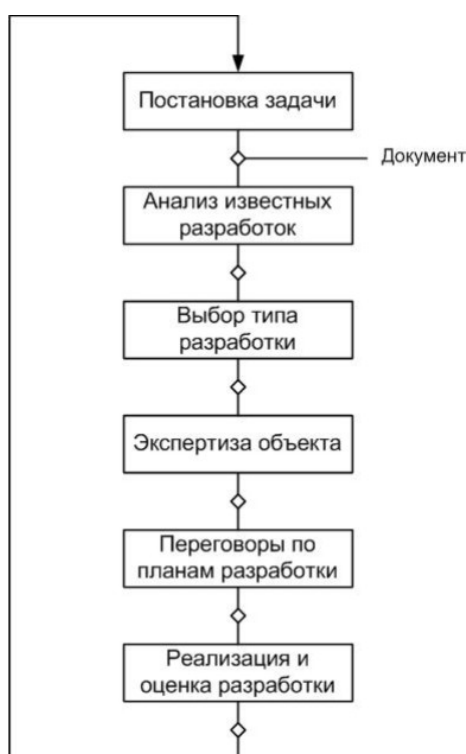 Постановка задачи
Документ
Анализ известных
разработок
Выбор типа
разработки
Экспертиза объекта
Переговоры по
планам разработки
Реализация и
оценка разработки